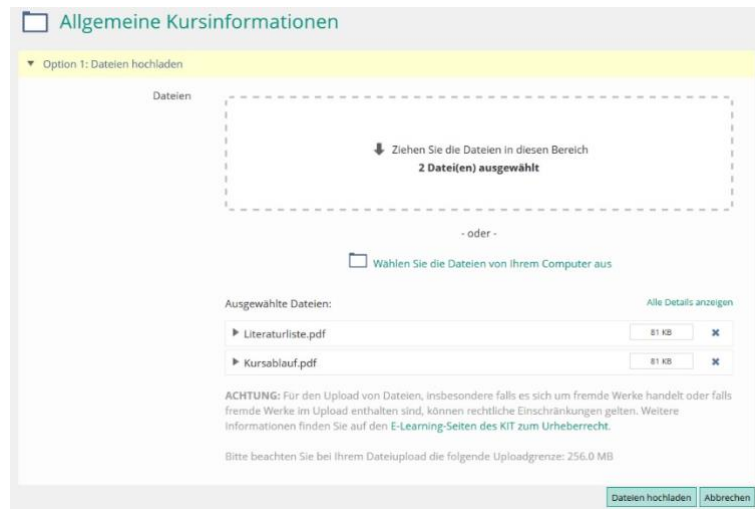 Allgemeine Kursinformationen
Option 1: Dateien hochladen
Dateien
Ziehen Sie die Dateien in diesen Bereich
2 Datei(en) ausgewählt
- oder -
Wählen Sie die Dateien von Ihrem Computer aus
Ausgewählte Dateien:
Alle Details anzeigen
Literaturliste.pdf
81 KB
Kursablauf.pdf
81 KB
ACHTUNG: Für den Upload von Dateien, insbesondere falls es sich um fremde Werke handelt oder falls
fremde Werke im Upload enthalten sind, können rechtliche Einschränkungen gelten. Weitere
Informationen finden Sie auf den E-Learning-Seiten des KIT zum Urheberrecht.
Bitte beachten Sie bei Ihrem Dateiupload die folgende Uploadgrenze: 256.0 MB
Dateien hochladen
Abbrechen